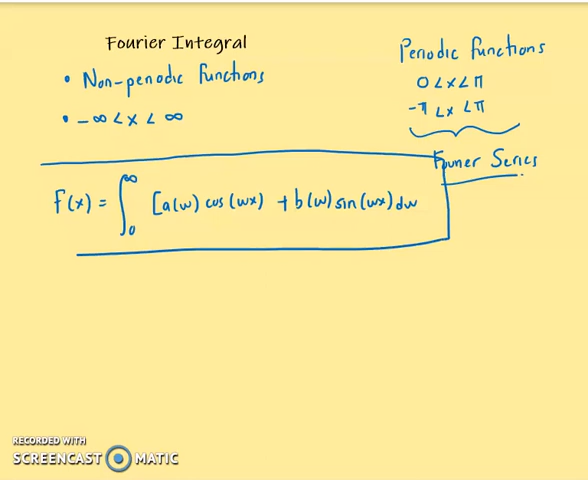 Fourier Integral
• Non-periodic functions
• -∞ < x < ∞
Periodic functions
0 < x < π
-π < x < π
Fourier Series
F(x) = ∫₀^∞ [a(w) cos(wx) + b(w) sin(wx) dw
RECORDED WITH
SCREENCAST MATIC